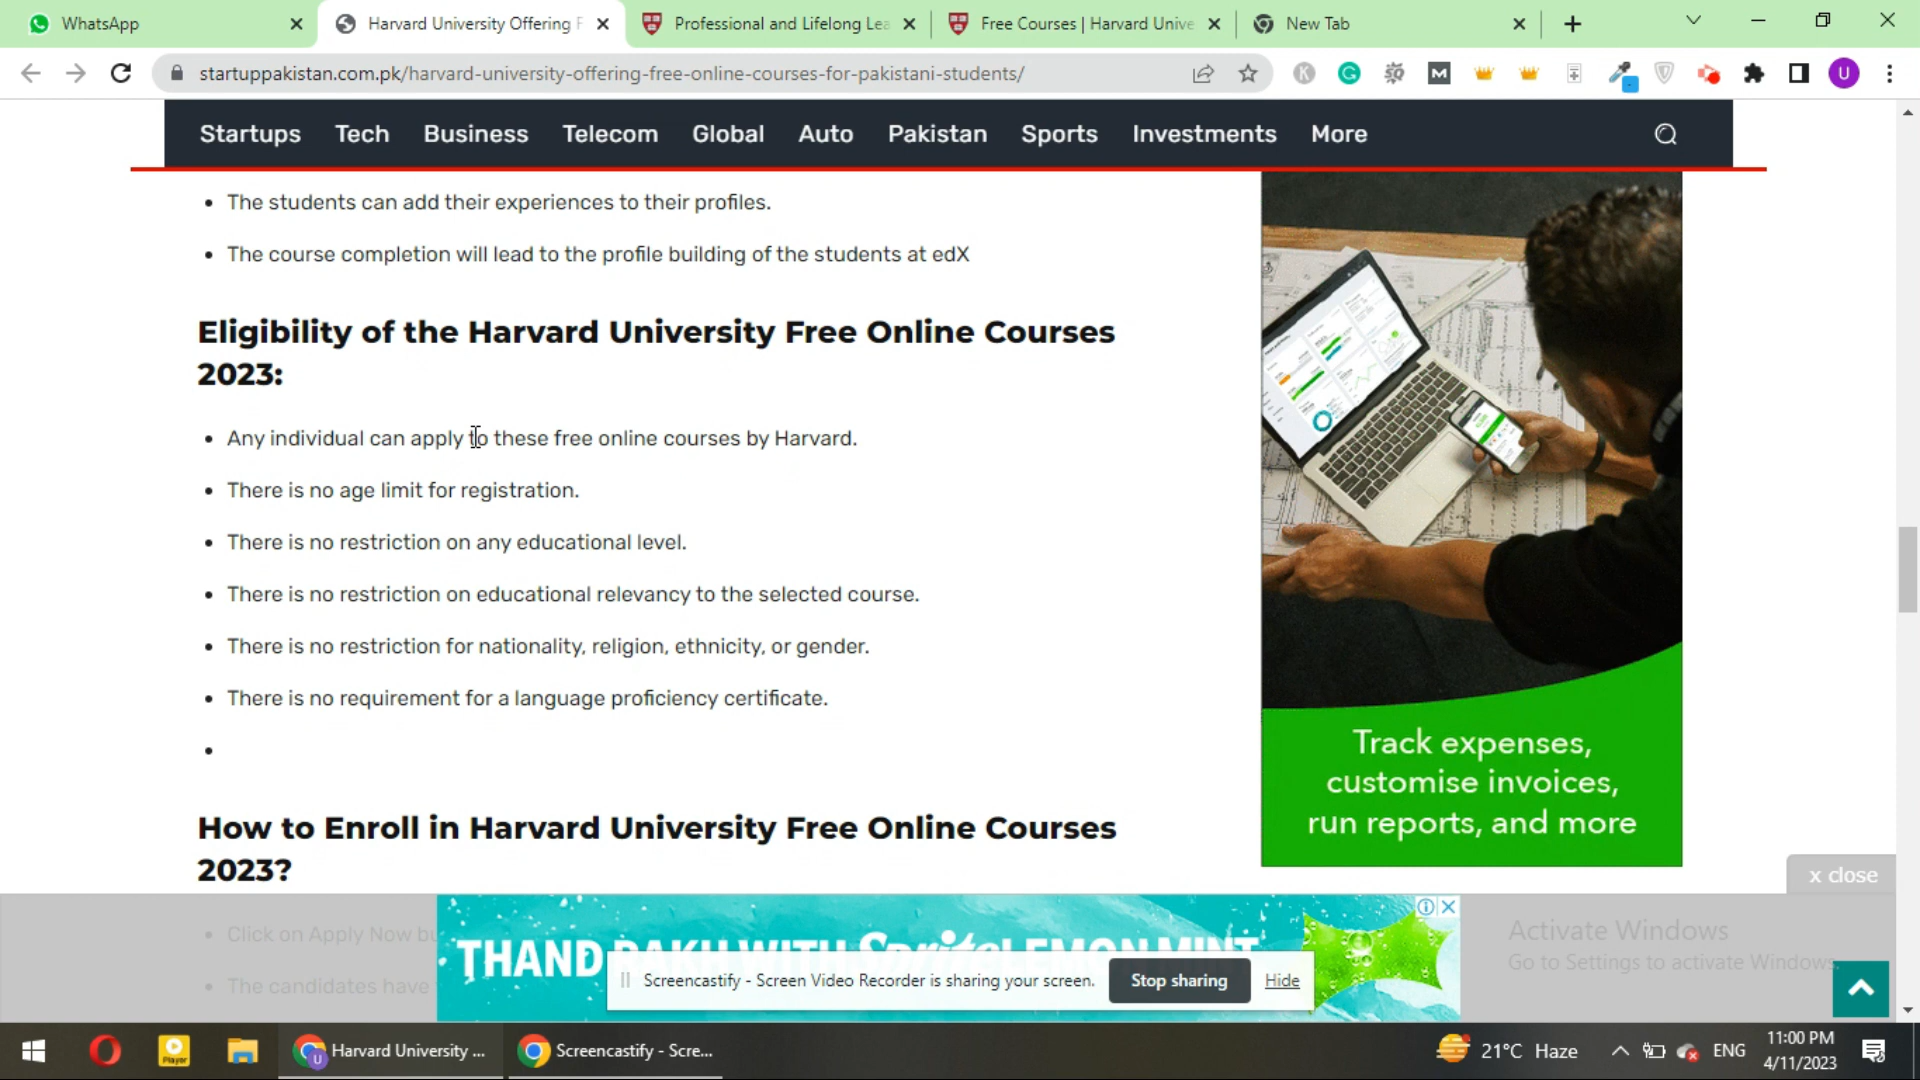 WhatsApp
Harvard University Offering F
Professional and Lifelong Lea
Free Courses | Harvard Unive
New Tab
startuppakistan.com.pk/harvard-university-offering-free-online-courses-for-pakistani-students/
U
Startups Tech Business Telecom Global Auto Pakistan Sports Investments More
• The students can add their experiences to their profiles.
• The course completion will lead to the profile building of the students at edX
Eligibility of the Harvard University Free Online Courses
2023:
• Any individual can apply to these free online courses by Harvard.
• There is no age limit for registration.
• There is no restriction on any educational level.
• There is no restriction on educational relevancy to the selected course.
• There is no restriction for nationality, religion, ethnicity, or gender.
• There is no requirement for a language proficiency certificate.
•
How to Enroll in Harvard University Free Online Courses
2023?
Track expenses,
customise invoices,
run reports, and more
x close
• Click on Apply Now bu
• The candidates have
THAND RAKH WITH Sprite LEMON MINT
Screencastify - Screen Video Recorder is sharing your screen. Stop sharing Hide
Activate Windows
Go to Settings to activate Windows.
Player
Harvard University ...
Screencastify - Scre...
21°C Haze
ENG
11:00 PM
4/11/2023